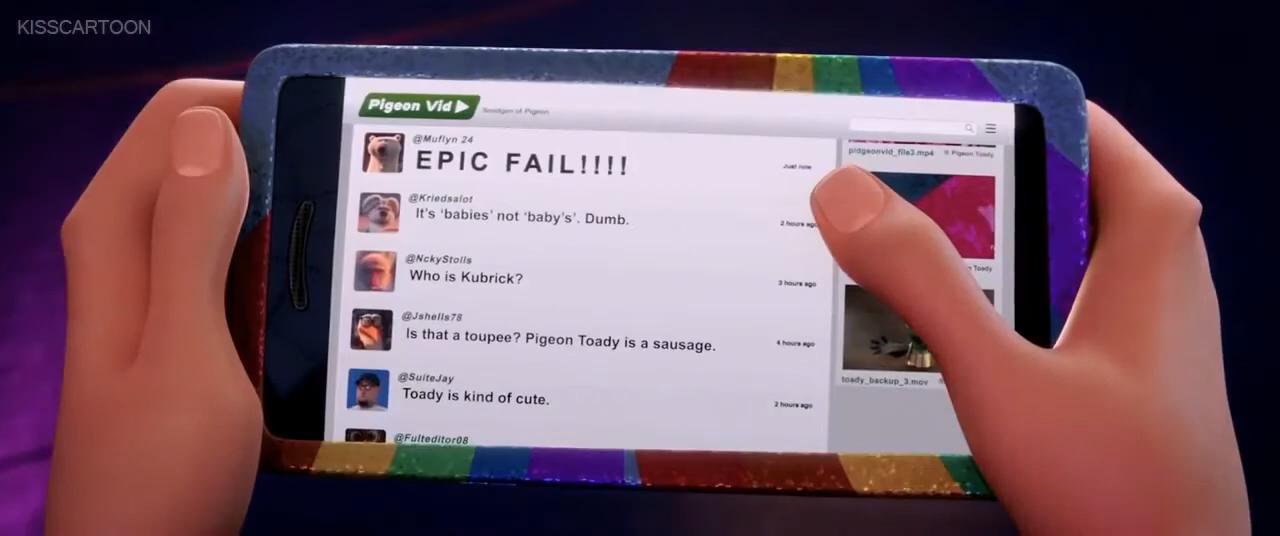 KISSCARTOON
Pigeon Vid
@Muflyn 24
EPIC FAIL!!!!
Just now
@Kriedsalot
It's 'babies' not 'baby's'. Dumb.
2 hours ago
@NckyStolls
Who is Kubrick?
3 hours ago
@Jshells78
Is that a toupee? Pigeon Toady is a sausage.
4 hours ago
@SuiteJay
Toady is kind of cute.
2 hours ago
@Fulteditor08
pidgeonvid_file3.mp4
Pigeon Toady
Toady
toady_backup_3.mov